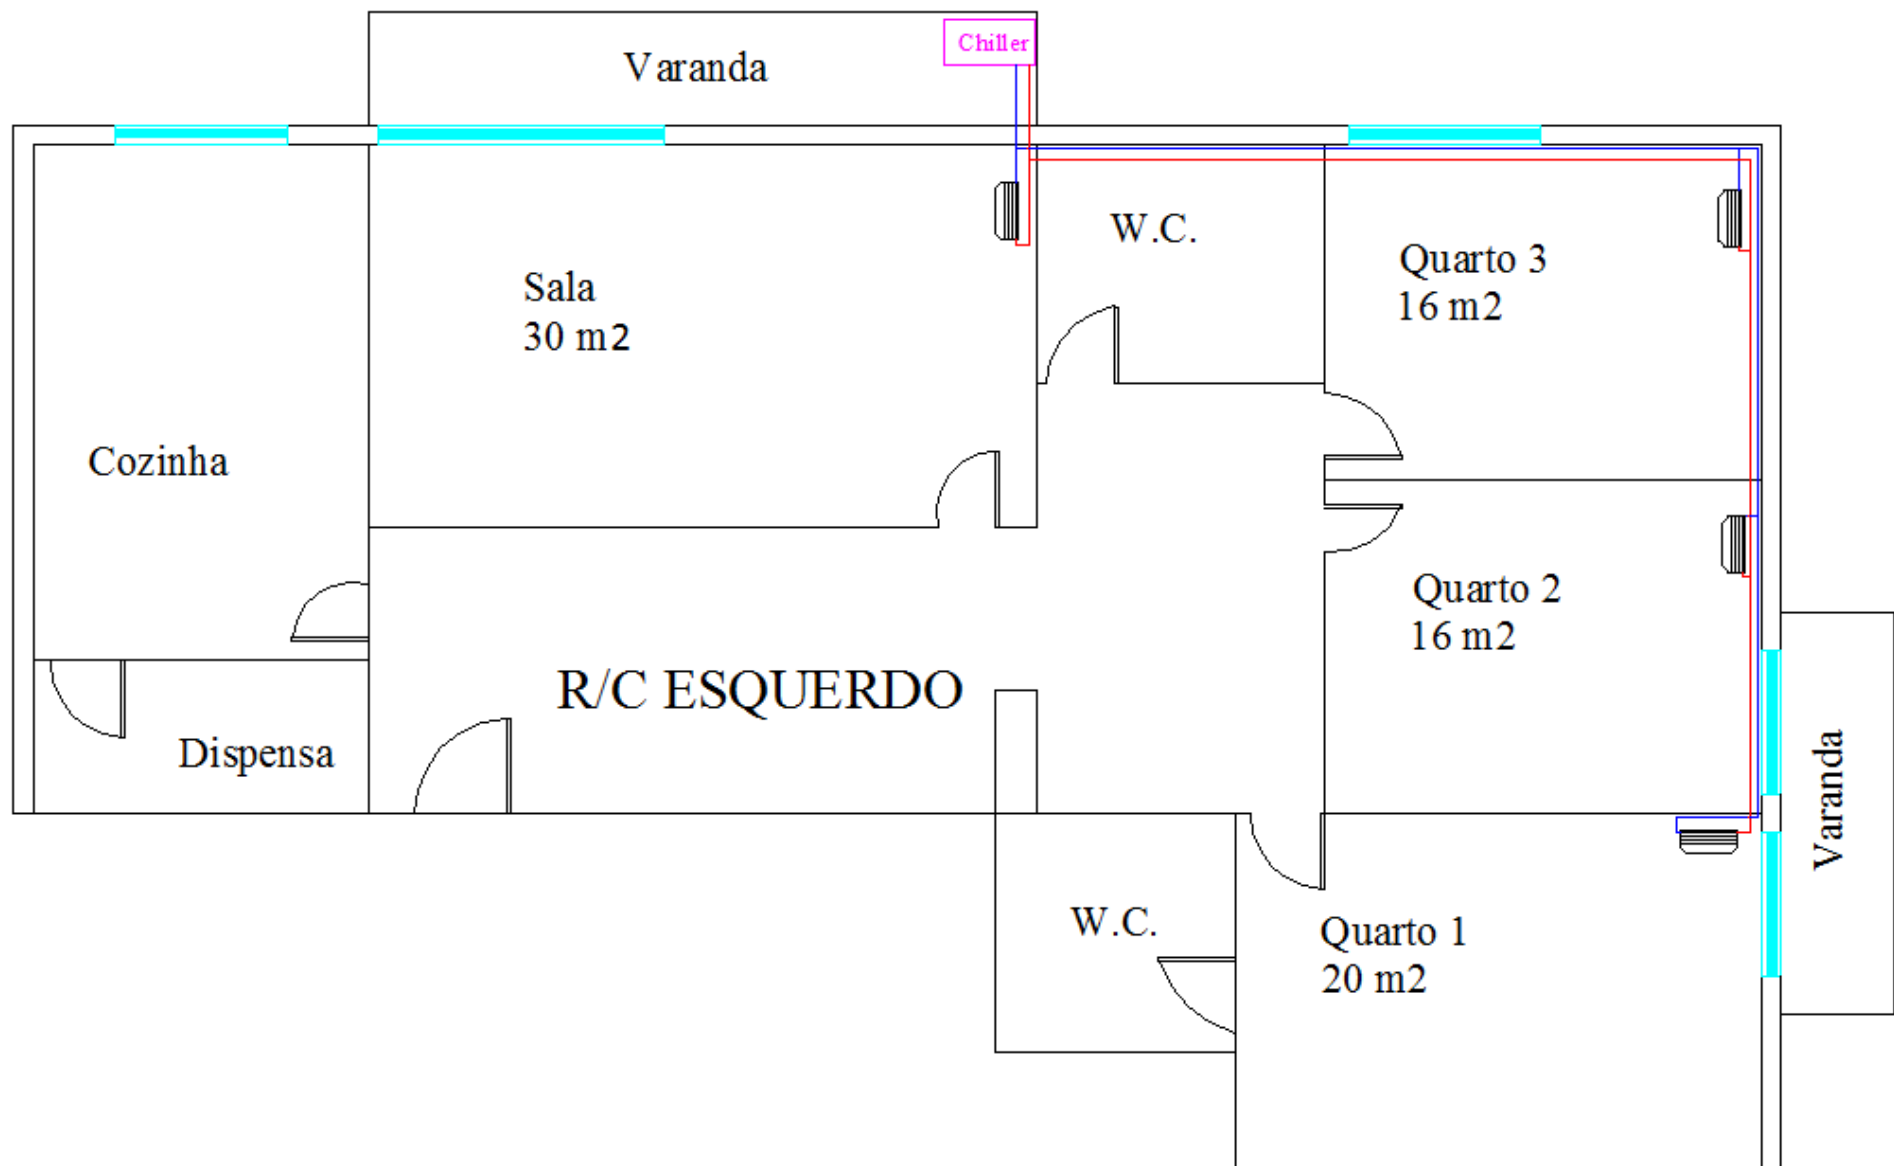 Chiller
Varanda
W.C.
Quarto 3
16 m2
Sala
30 m2
Cozinha
Quarto 2
16 m2
R/C ESQUERDO
Dispensa
Varanda
W.C.
Quarto 1
20 m2